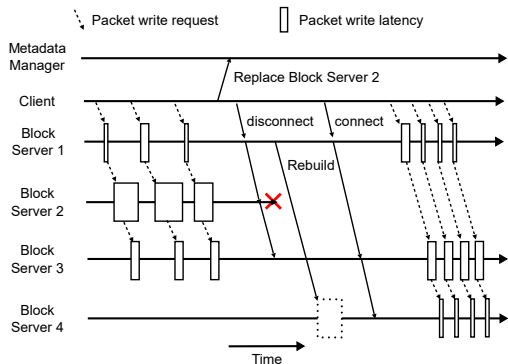 Packet write request
Packet write latency
Metadata
Manager
Replace Block Server 2
Client
disconnect
connect
Block
Server 1
Rebuild
Block
Server 2
Block
Server 3
Block
Server 4
Time